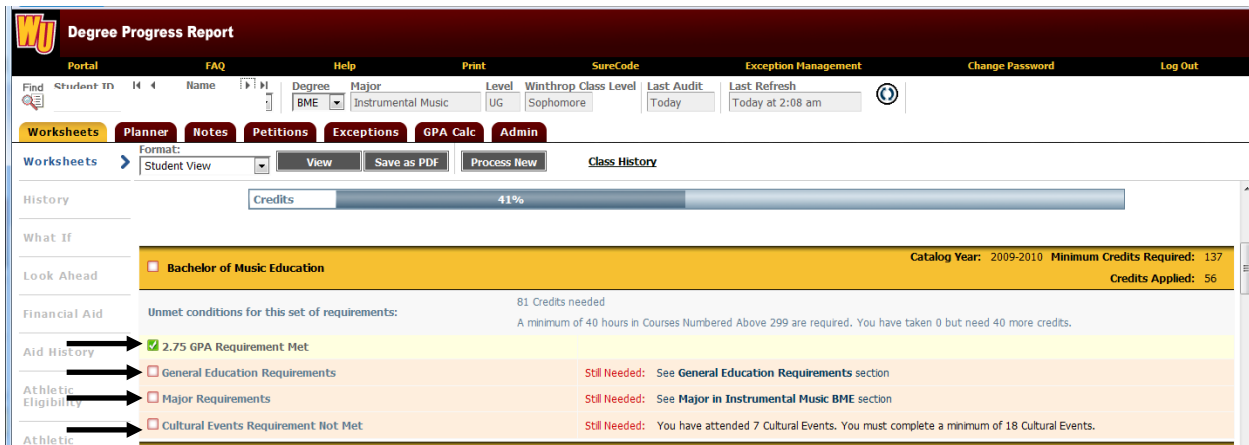 WU Degree Progress Report
Portal FAQ Help Print SureCode Exception Management Change Password Log Out
Find Student ID Name Degree Major Level Winthrop Class Level Last Audit Last Refresh
BME Instrumental Music UG Sophomore Today Today at 2:08 am
Worksheets Planner Notes Petitions Exceptions GPA Calc Admin
Worksheets Format: Student View View Save as PDF Process New Class History
History
Credits 41%
What If
Look Ahead
Bachelor of Music Education Catalog Year: 2009-2010 Minimum Credits Required: 137
Credits Applied: 56
Financial Aid
Unmet conditions for this set of requirements: 81 Credits needed
A minimum of 40 hours in Courses Numbered Above 299 are required. You have taken 0 but need 40 more credits.
Aid History
2.75 GPA Requirement Met
General Education Requirements Still Needed: See General Education Requirements section
Athletic Eligibility
Major Requirements Still Needed: See Major in Instrumental Music BME section
Cultural Events Requirement Not Met Still Needed: You have attended 7 Cultural Events. You must complete a minimum of 18 Cultural Events.
Athletic